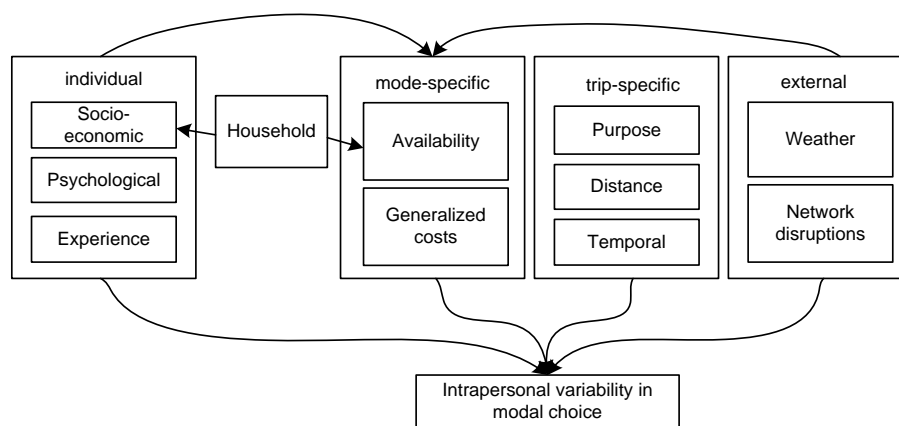 individual
Socio-
economic
Psychological
Experience
Household
mode-specific
Availability
Generalized
costs
trip-specific
Purpose
Distance
Temporal
external
Weather
Network
disruptions
Intrapersonal variability in
modal choice